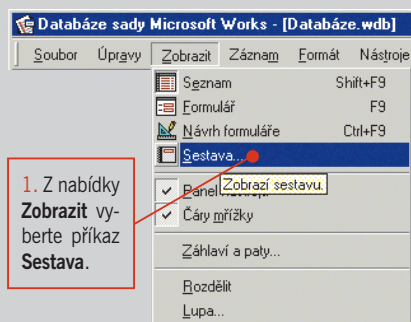 Databáze sady Microsoft Works - [Databáze.wdb]
Soubor Úpravy Zobrazit Záznam Formát Nástroje
Seznam Shift+F9
Formulář F9
Návrh formuláře Ctrl+F9
Sestava...
Zobrazí sestavu.
Panel
Čáry mřížky
Záhlaví a paty...
Rozdělit
Lupa...
1. Z nabídky
Zobrazit vy-
berte příkaz
Sestava.